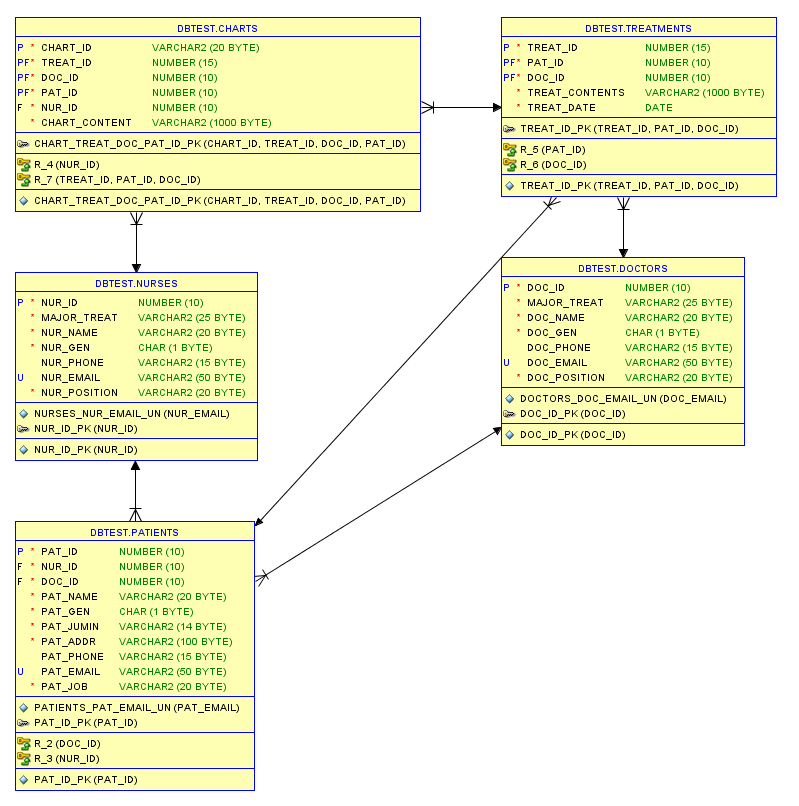 DBTEST.CHARTS
P * CHART_ID VARCHAR2 (20 BYTE)
PF* TREAT_ID NUMBER (15)
PF* DOC_ID NUMBER (10)
PF* PAT_ID NUMBER (10)
F * NUR_ID NUMBER (10)
* CHART_CONTENT VARCHAR2 (1000 BYTE)
CHART_TREAT_DOC_PAT_ID_PK (CHART_ID, TREAT_ID, DOC_ID, PAT_ID)
R_4 (NUR_ID)
R_7 (TREAT_ID, PAT_ID, DOC_ID)
CHART_TREAT_DOC_PAT_ID_PK (CHART_ID, TREAT_ID, DOC_ID, PAT_ID)
DBTEST.TREATMENTS
P * TREAT_ID NUMBER (15)
PF* PAT_ID NUMBER (10)
PF* DOC_ID NUMBER (10)
* TREAT_CONTENTS VARCHAR2 (1000 BYTE)
* TREAT_DATE DATE
TREAT_ID_PK (TREAT_ID, PAT_ID, DOC_ID)
R_5 (PAT_ID)
R_6 (DOC_ID)
TREAT_ID_PK (TREAT_ID, PAT_ID, DOC_ID)
DBTEST.NURSES
P * NUR_ID NUMBER (10)
* MAJOR_TREAT VARCHAR2 (25 BYTE)
* NUR_NAME VARCHAR2 (20 BYTE)
* NUR_GEN CHAR (1 BYTE)
NUR_PHONE VARCHAR2 (15 BYTE)
U NUR_EMAIL VARCHAR2 (50 BYTE)
* NUR_POSITION VARCHAR2 (20 BYTE)
NURSES_NUR_EMAIL_UN (NUR_EMAIL)
NUR_ID_PK (NUR_ID)
NUR_ID_PK (NUR_ID)
DBTEST.DOCTORS
P * DOC_ID NUMBER (10)
* MAJOR_TREAT VARCHAR2 (25 BYTE)
* DOC_NAME VARCHAR2 (20 BYTE)
* DOC_GEN CHAR (1 BYTE)
DOC_PHONE VARCHAR2 (15 BYTE)
U DOC_EMAIL VARCHAR2 (50 BYTE)
* DOC_POSITION VARCHAR2 (20 BYTE)
DOCTORS_DOC_EMAIL_UN (DOC_EMAIL)
DOC_ID_PK (DOC_ID)
DOC_ID_PK (DOC_ID)
DBTEST.PATIENTS
P * PAT_ID NUMBER (10)
F * NUR_ID NUMBER (10)
F * DOC_ID NUMBER (10)
* PAT_NAME VARCHAR2 (20 BYTE)
* PAT_GEN CHAR (1 BYTE)
* PAT_JUMIN VARCHAR2 (14 BYTE)
* PAT_ADDR VARCHAR2 (100 BYTE)
PAT_PHONE VARCHAR2 (15 BYTE)
U PAT_EMAIL VARCHAR2 (50 BYTE)
* PAT_JOB VARCHAR2 (20 BYTE)
PATIENTS_PAT_EMAIL_UN (PAT_EMAIL)
PAT_ID_PK (PAT_ID)
R_2 (DOC_ID)
R_3 (NUR_ID)
PAT_ID_PK (PAT_ID)